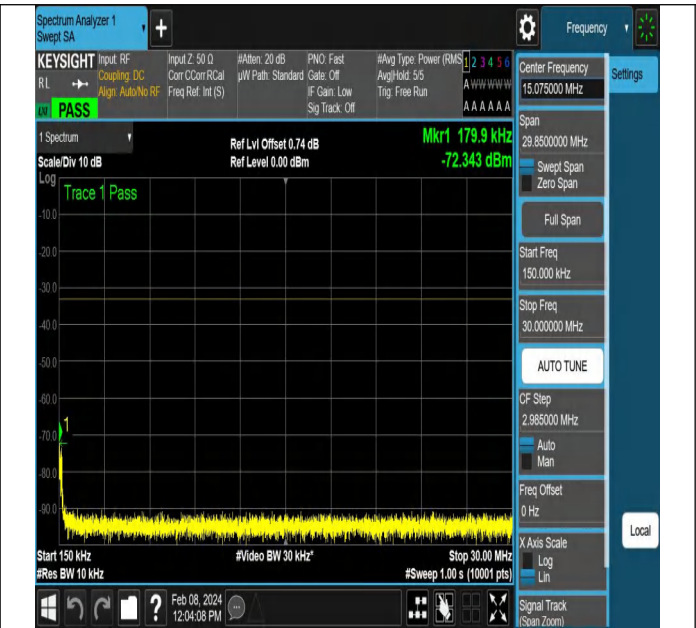 Spectrum Analyzer 1
Swept SA
+
Frequency
KEYSIGHT
RL
PASS
Input: RF
Coupling: DC
Align: Auto/No RF
Input Z: 50 Ω
Corr CCorr RCal
Freq Ref: Int (S)
#Atten: 20 dB
µW Path: Standard
PNO: Fast
Gate: Off
IF Gain: Low
Sig Track: Off
#Avg Type: Power (RMS
Avg|Hold: 5/5
Trig: Free Run
1 2 3 4 5 6
A W W W W W
A A A A A A
1 Spectrum
Scale/Div 10 dB
Ref Lvl Offset 0.74 dB
Ref Level 0.00 dBm
Mkr1 179.9 kHz
-72.343 dBm
Log
Trace 1 Pass
-10.0
-20.0
-30.0
-40.0
-50.0
-60.0
1
-70.0
-80.0
-90.0
Start 150 kHz
#Res BW 10 kHz
#Video BW 30 kHz*
Stop 30.00 MHz
#Sweep 1.00 s (10001 pts)
?
Feb 08, 2024
12:04:08 PM
Center Frequency
15.075000 MHz
Settings
Span
29.8500000 MHz
Swept Span
Zero Span
Full Span
Start Freq
150.000 kHz
Stop Freq
30.000000 MHz
AUTO TUNE
CF Step
2.985000 MHz
Auto
Man
Freq Offset
0 Hz
X Axis Scale
Log
Lin
Local
Signal Track
(Span Zoom)